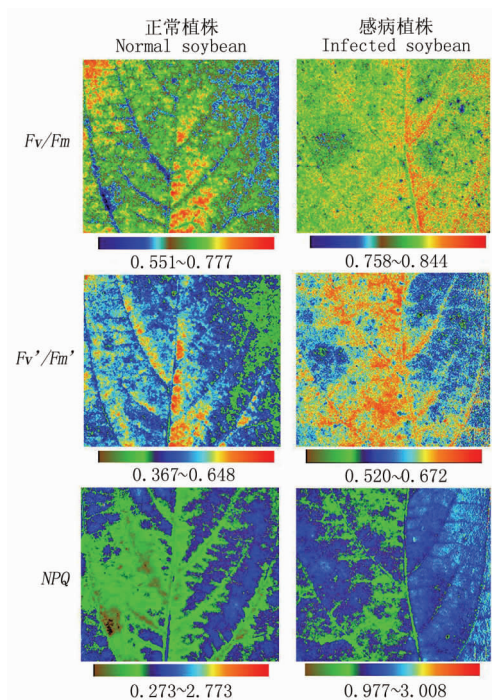 正常植株 感病植株
Normal soybean Infected soybean
Fv/Fm
0.551~0.777 0.758~0.844
Fv'/Fm'
0.367~0.648 0.520~0.672
NPQ
0.273~2.773 0.977~3.008